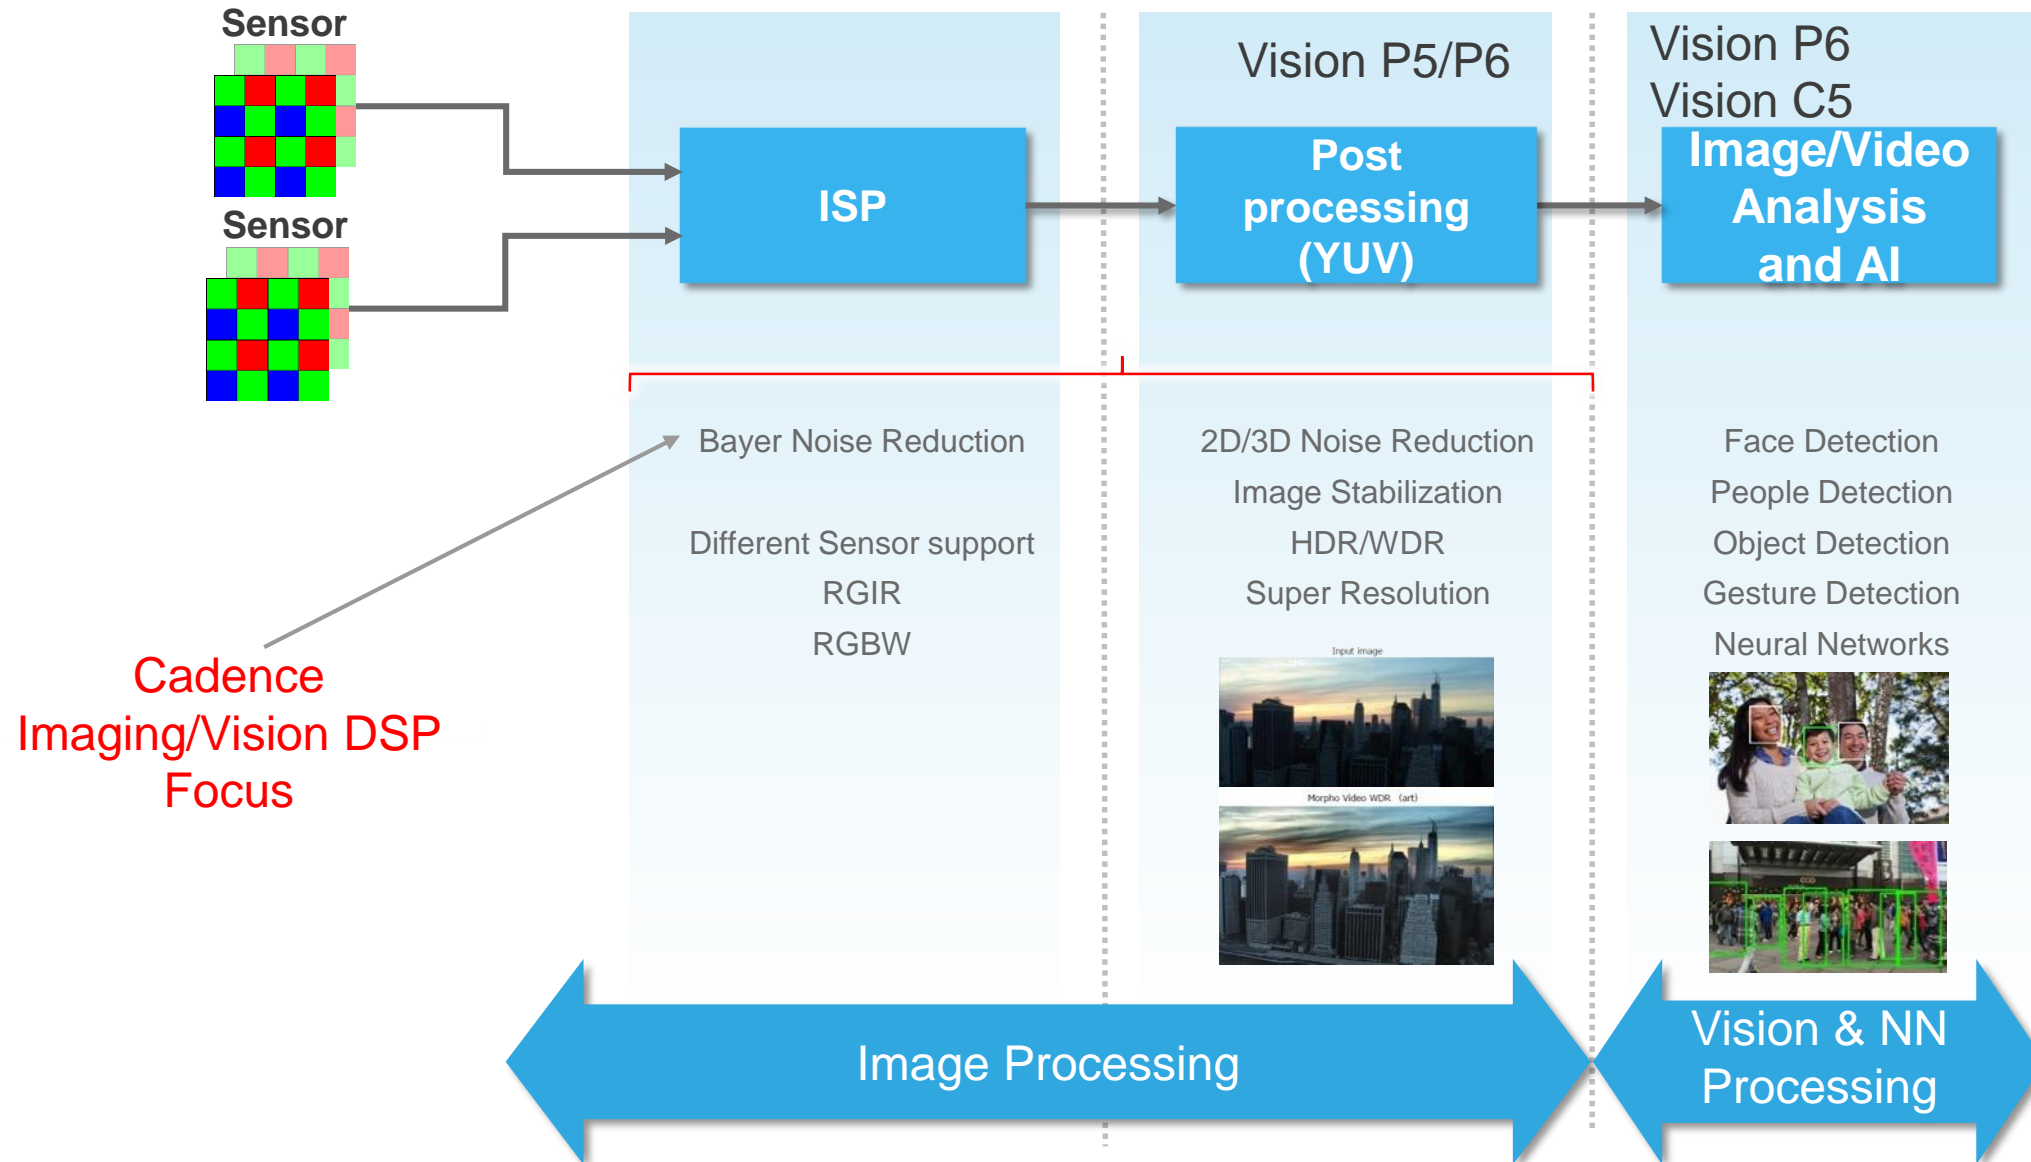 Sensor
Sensor
Vision P5/P6
Vision P6
Vision C5
ISP
Post
processing
(YUV)
Image/Video
Analysis
and AI
Bayer Noise Reduction
Different Sensor support
RGIR
RGBW
2D/3D Noise Reduction
Image Stabilization
HDR/WDR
Super Resolution
Input image
Morpho Video WDR (art)
Face Detection
People Detection
Object Detection
Gesture Detection
Neural Networks
Cadence
Imaging/Vision DSP
Focus
Image Processing
Vision & NN
Processing